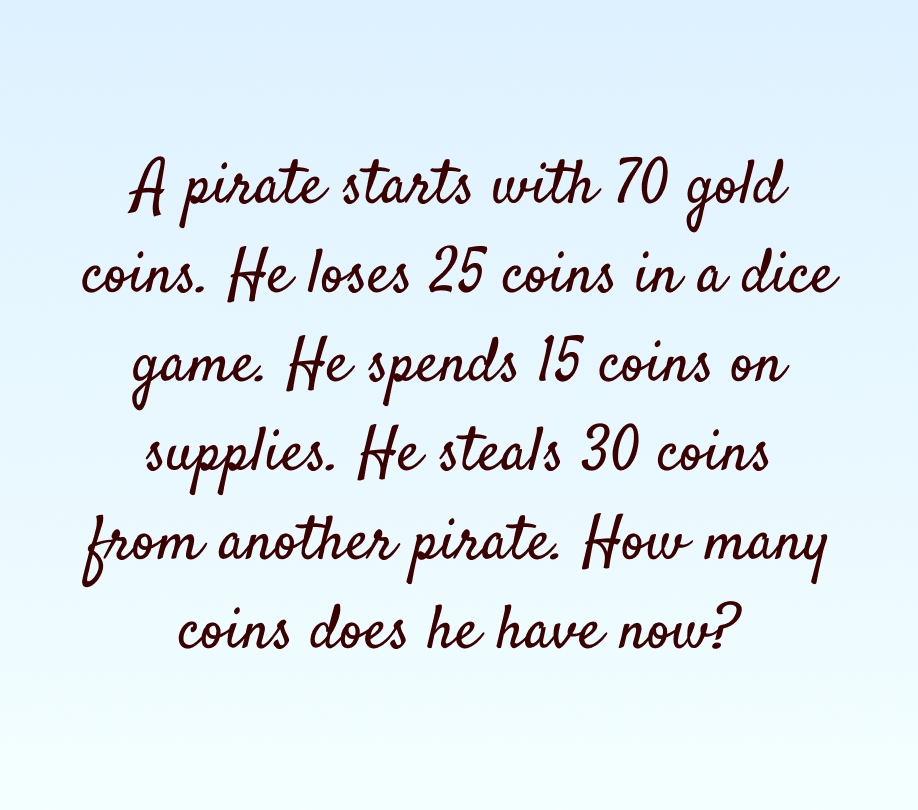 A pirate starts with 70 gold
coins. He loses 25 coins in a dice
game. He spends 15 coins on
supplies. He steals 30 coins
from another pirate. How many
coins does he have now?